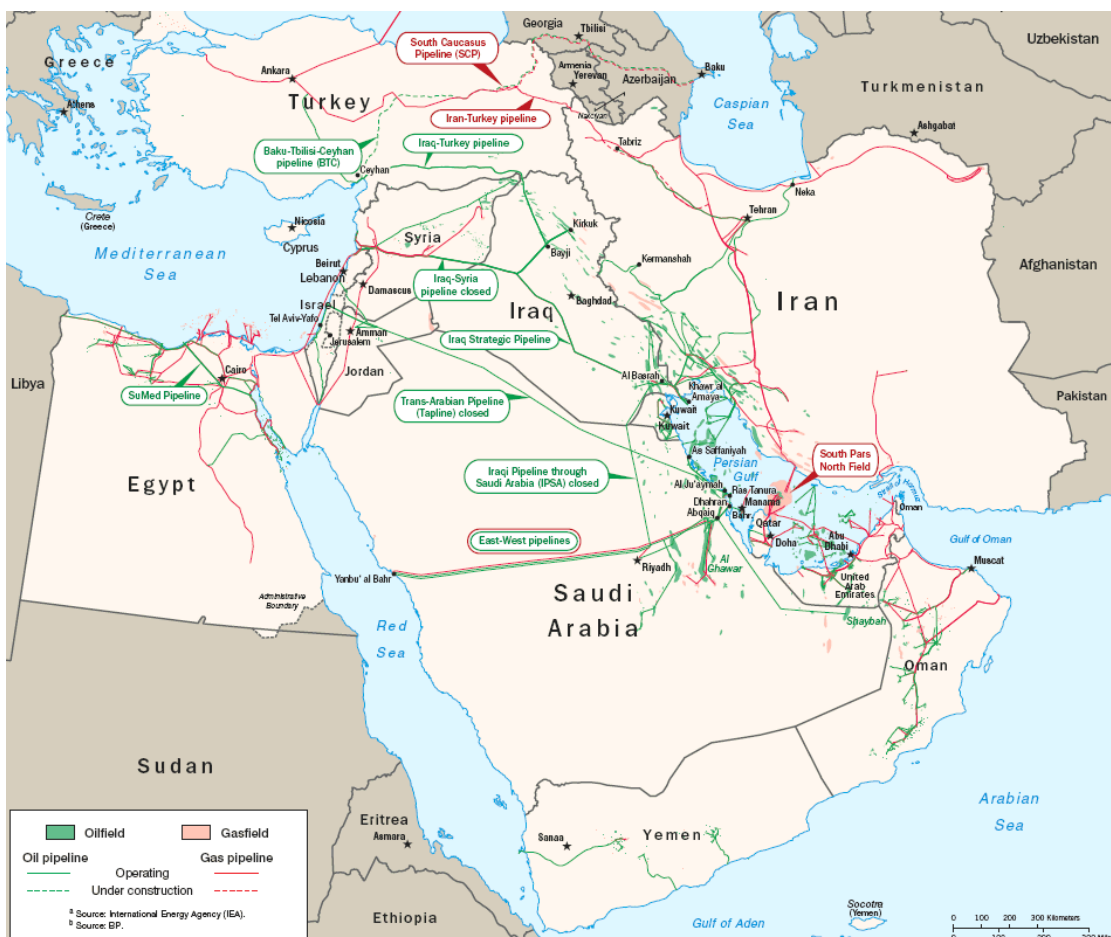 Georgia
Tbilisi
Uzbekistan
South Caucasus
Pipeline (SCP)
Greece
Ankara
Armenia
Yerevan
Azerbaijan
Baku
Turkmenistan
Athens
Turkey
Caspian
Sea
Iran-Turkey pipeline
Ashgabat
Tabriz
Baku-Tbilisi-Ceyhan
pipeline (BTC)
Iraq-Turkey pipeline
Ceyhan
Neka
Crete
(Greece)
Nicosia
Cyprus
Tehran
Mediterranean
Sea
Syria
Kirkuk
Bayji
Kermanshah
Afghanistan
Beirut
Lebanon
Iraq-Syria
pipeline closed
Damascus
Baghdad
Iraq
Iran
Israel
Tel Aviv-Yafo
Amman
Jerusalem
Iraq Strategic Pipeline
Jordan
Cairo
Libya
SuMed Pipeline
Al Basrah
Khawr al
Amaya
Trans-Arabian Pipeline
(Tapline) closed
Kuwait
Kuwait
Pakistan
As Saffaniyah
Persian
Gulf
South Pars
North Field
Iraqi Pipeline through
Saudi Arabia (IPSA) closed
Al Ju'aymah
Ras Tanura
Dhahran
Manama
Abqaiq
Bahr.
Strait of Hormuz
Oman
Egypt
Qatar
Doha
Abu
Dhabi
Gulf of Oman
East-West pipelines
Muscat
Yanbu' al Bahr
Riyadh
Al
Ghawar
United
Arab
Emirates
Saudi
Arabia
Administrative
Boundary
Red
Sea
Shaybah
Oman
Sudan
Arabian
Sea
Eritrea
Asmara
Sanaa
Yemen
Ethiopia
Gulf of Aden
Socotra
(Yemen)
Oilfield
Gasfield
Oil pipeline
Gas pipeline
Operating
Under construction
a Source: International Energy Agency (IEA).
b Source: BP.
0 100 200 300 Kilometers